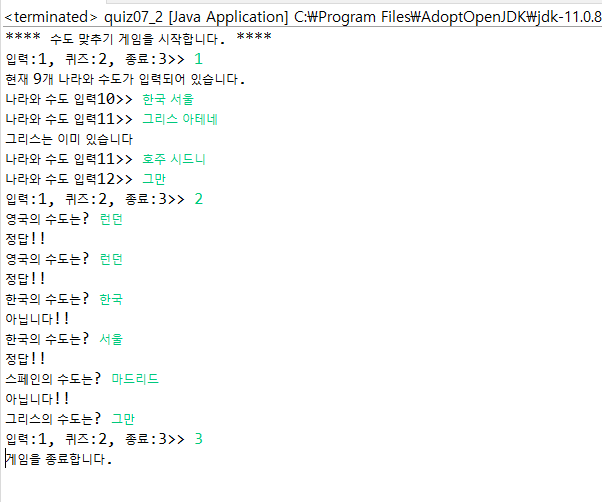 <terminated> quiz07_2 [Java Application] C:₩Program Files₩AdoptOpenJDK₩jdk-11.0.8
**** 수도 맞추기 게임을 시작합니다. ****
입력:1, 퀴즈:2, 종료:3>> 1
현재 9개 나라와 수도가 입력되어 있습니다.
나라와 수도 입력10>> 한국 서울
나라와 수도 입력11>> 그리스 아테네
그리스는 이미 있습니다
나라와 수도 입력11>> 호주 시드니
나라와 수도 입력12>> 그만
입력:1, 퀴즈:2, 종료:3>> 2
영국의 수도는? 런던
정답!!
영국의 수도는? 런던
정답!!
한국의 수도는? 한국
아닙니다!!
한국의 수도는? 서울
정답!!
스페인의 수도는? 마드리드
아닙니다!!
그리스의 수도는? 그만
입력:1, 퀴즈:2, 종료:3>> 3
게임을 종료합니다.